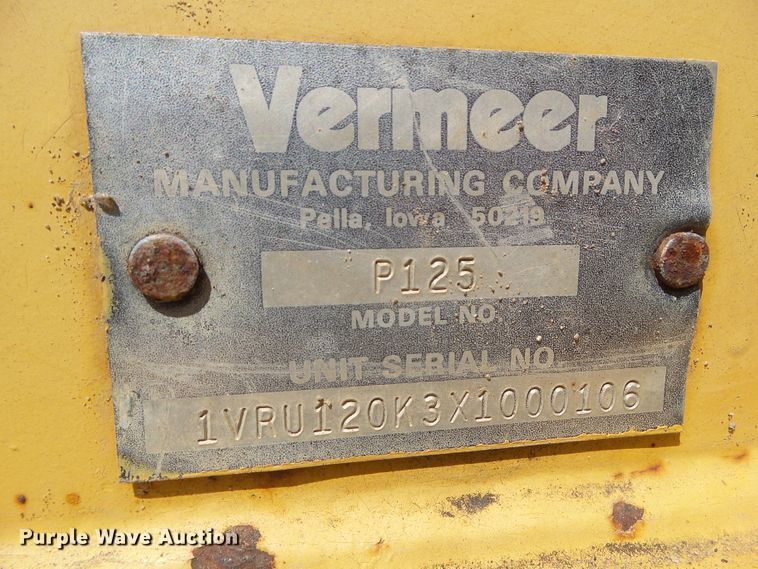 Vermeer
MANUFACTURING COMPANY
Pella, Iowa 50219
P125
MODEL NO.
UNIT SERIAL NO.
1VRU120K3X1000106
Purple Wave Auction